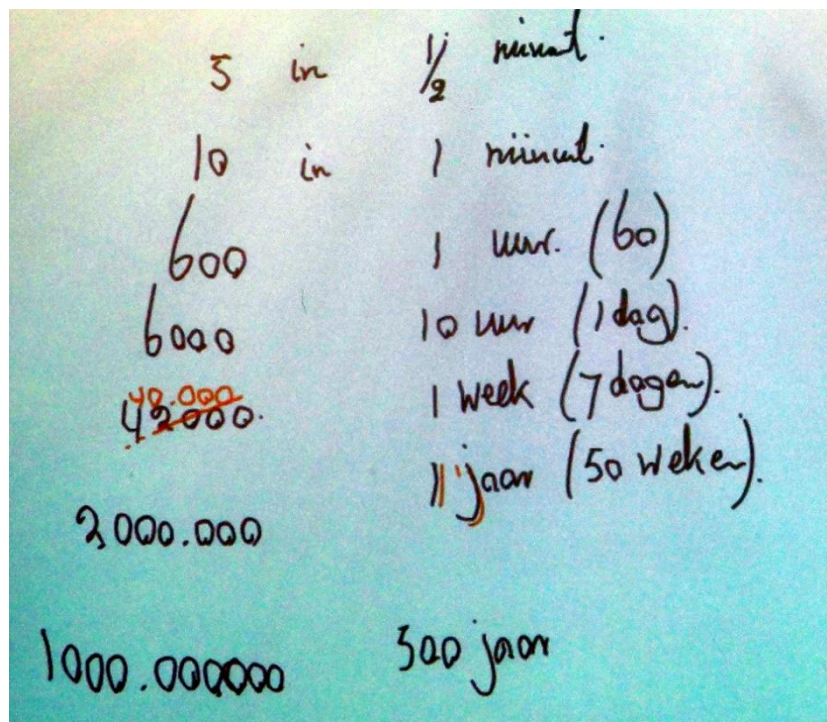 5 in 1/2 minut.
10 in 1 minuut.
600 1 uur. (60)
6000 10 uur (1 dag).
40.000
42000. 1 week (7 dagen).
1 jaar (50 weken).
2000.000
1000.000000 500 jaar